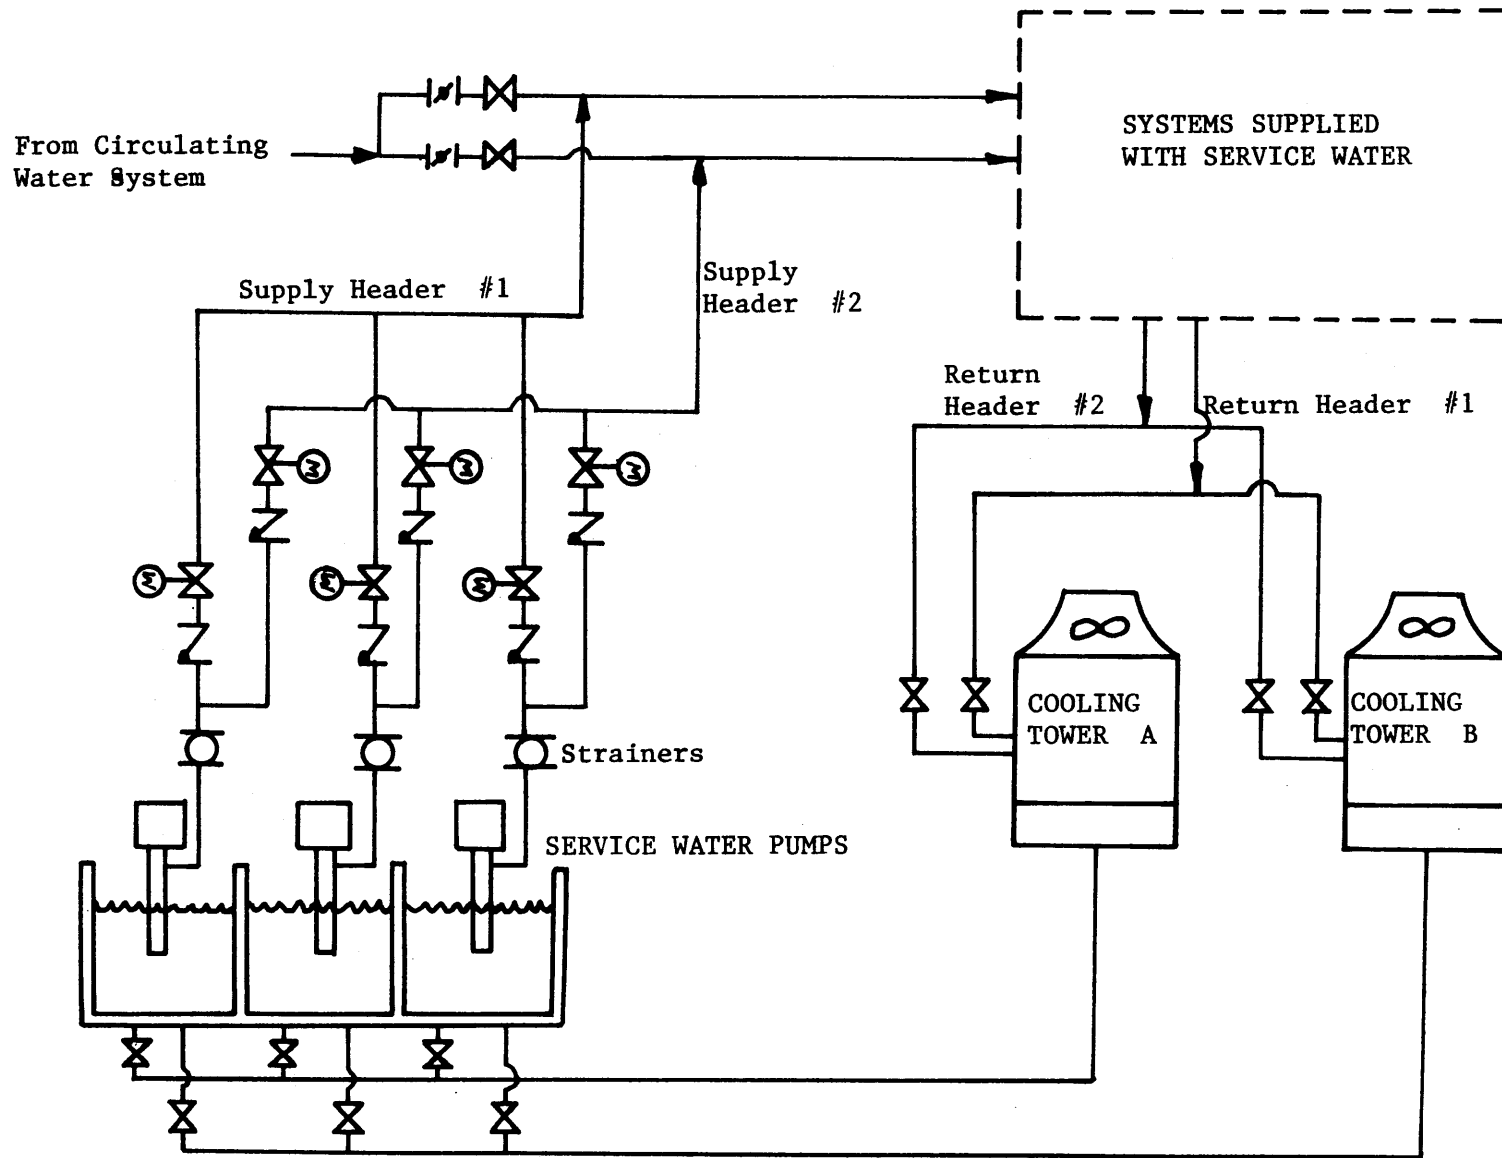 From Circulating
Water System
SYSTEMS SUPPLIED
WITH SERVICE WATER
Supply Header #1
Supply
Header #2
Return
Header #2
Return Header #1
M
M
M
M
M
M
COOLING
TOWER A
COOLING
TOWER B
Strainers
SERVICE WATER PUMPS